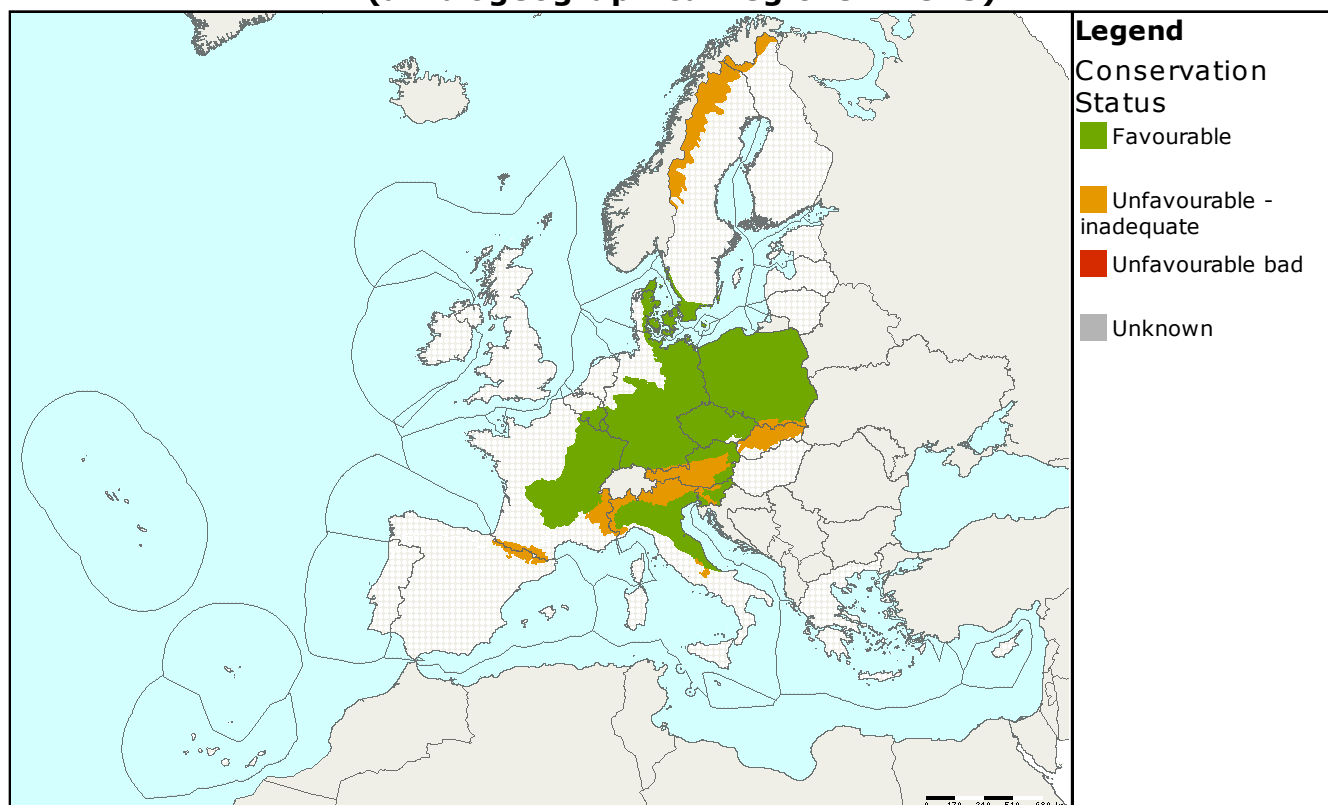 Legend
Conservation
Status
Favourable
Unfavourable -
inadequate
Unfavourable bad
Unknown